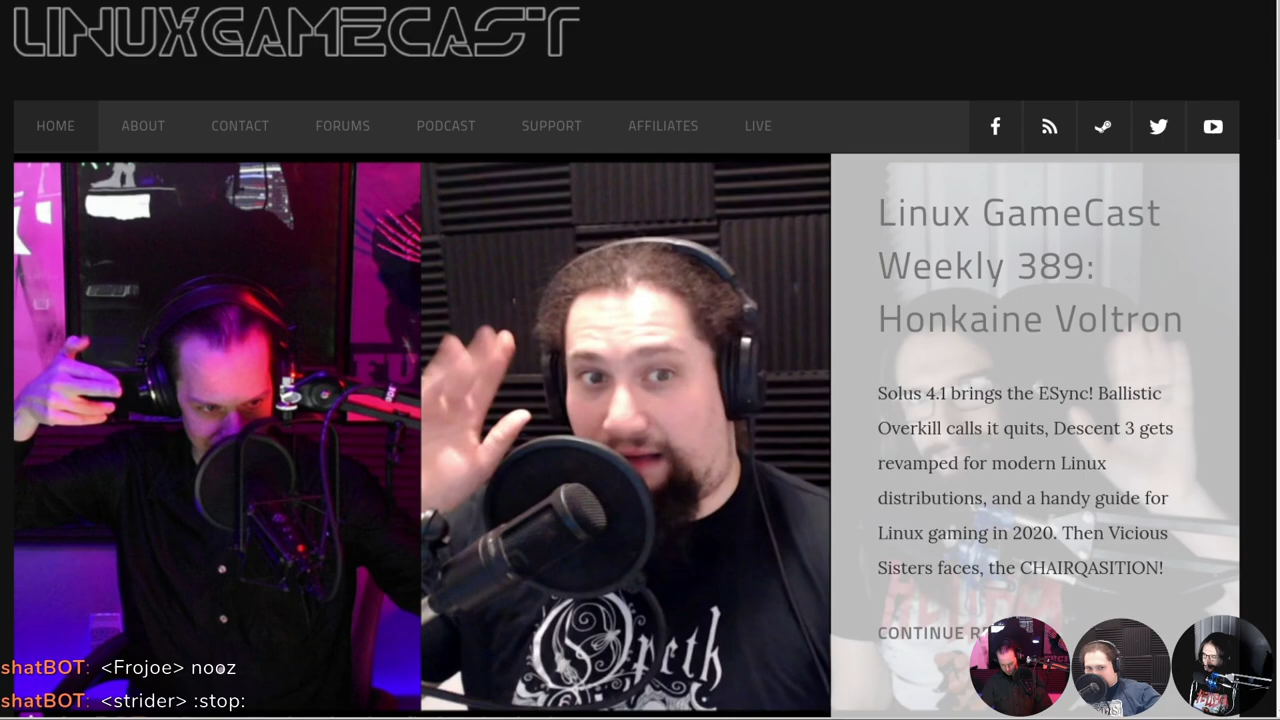 LINUXGAMECAST
HOME ABOUT CONTACT FORUMS PODCAST SUPPORT AFFILIATES LIVE
Linux GameCast
Weekly 389:
Honkaine Voltron
Solus 4.1 brings the ESync! Ballistic
Overkill calls it quits, Descent 3 gets
revamped for modern Linux
distributions, and a handy guide for
Linux gaming in 2020. Then Vicious
Sisters faces, the CHAIRQASITION!
CONTINUE
Opeth
shatBOT: <Frojoe> nooz
shatBOT: <strider> :stop: